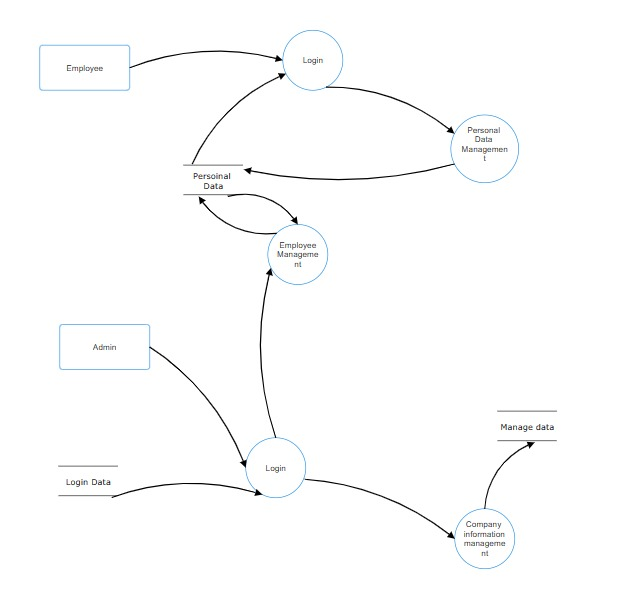 Login
Employee
Personal
Data
Managemen
t
Persoinal
Data
Employee
Manageme
nt
Admin
Manage data
Login
Login Data
Company
information
manageme
nt